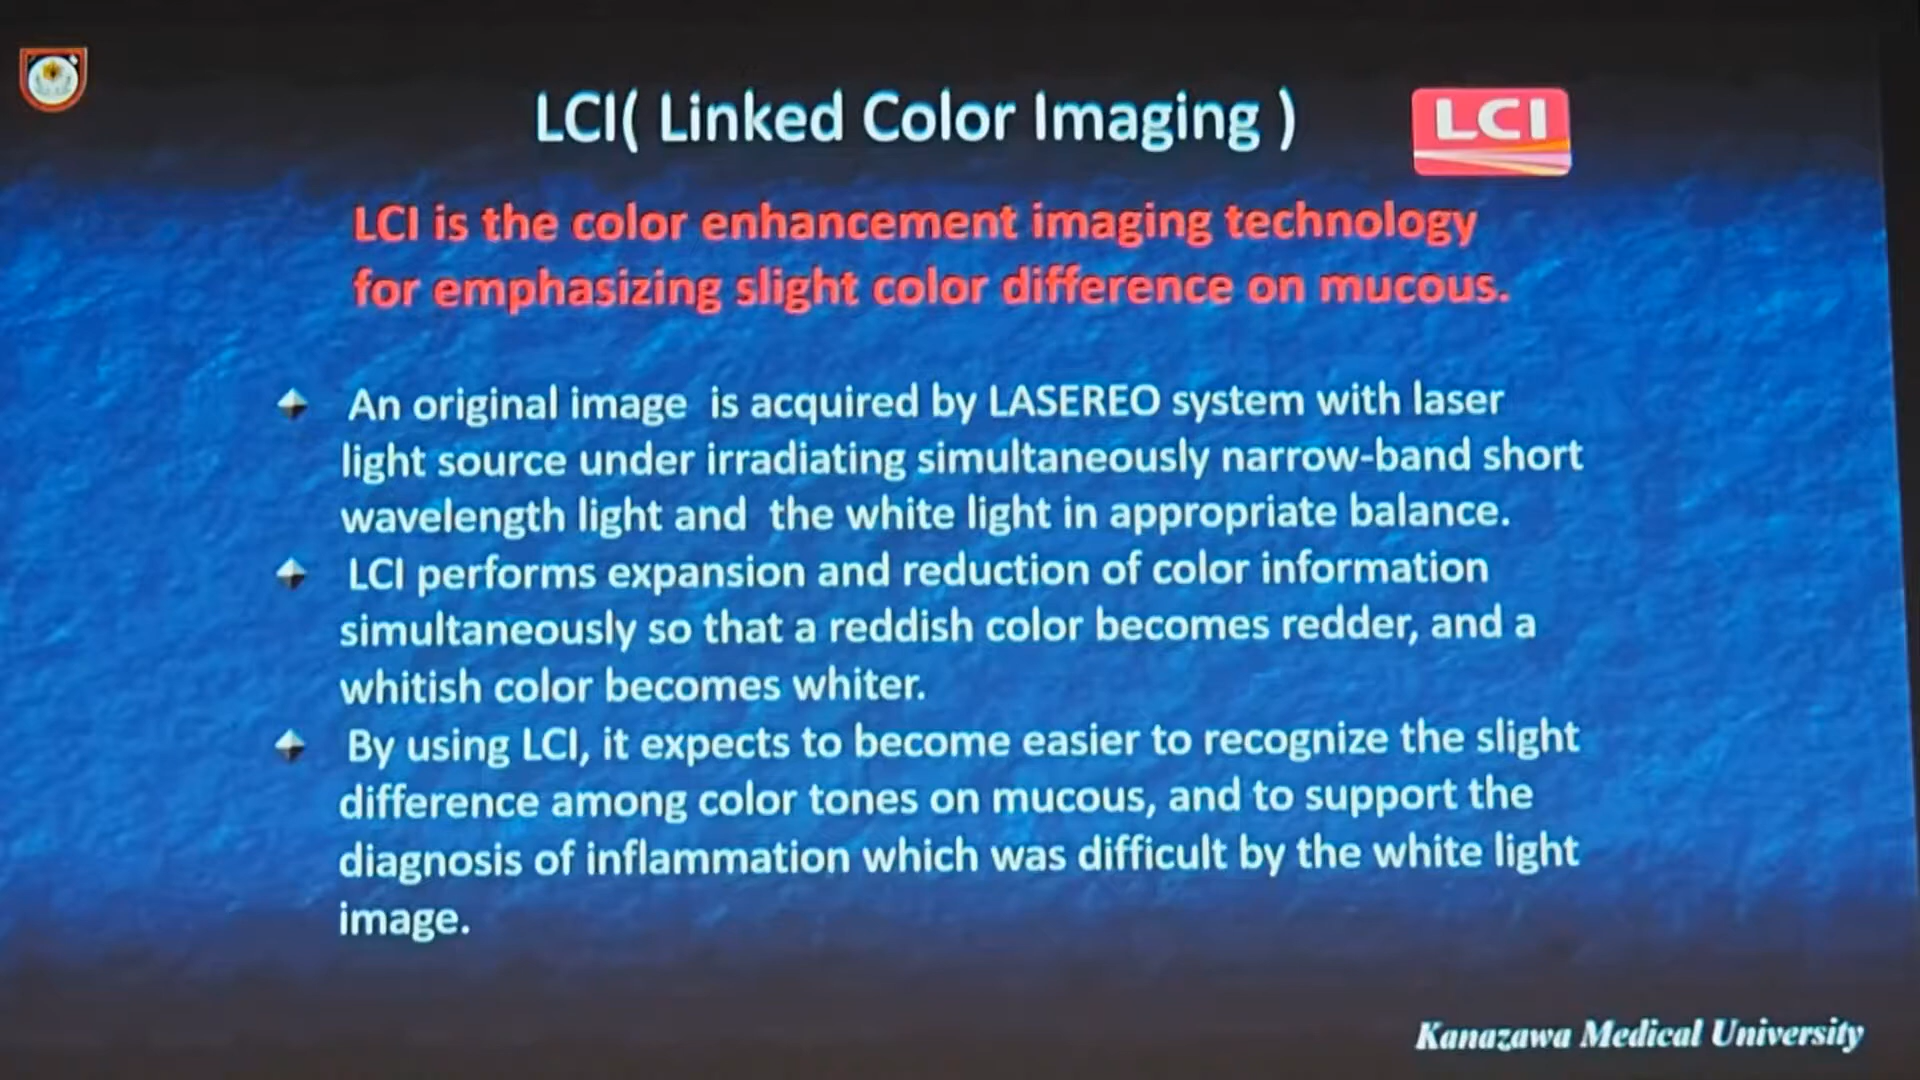 LCI( Linked Color Imaging )
LCI
LCI is the color enhancement imaging technology
for emphasizing slight color difference on mucous.
An original image is acquired by LASEREO system with laser
light source under irradiating simultaneously narrow-band short
wavelength light and the white light in appropriate balance.
LCI performs expansion and reduction of color information
simultaneously so that a reddish color becomes redder, and a
whitish color becomes whiter.
By using LCI, it expects to become easier to recognize the slight
difference among color tones on mucous, and to support the
diagnosis of inflammation which was difficult by the white light
image.
Kanazawa Medical University